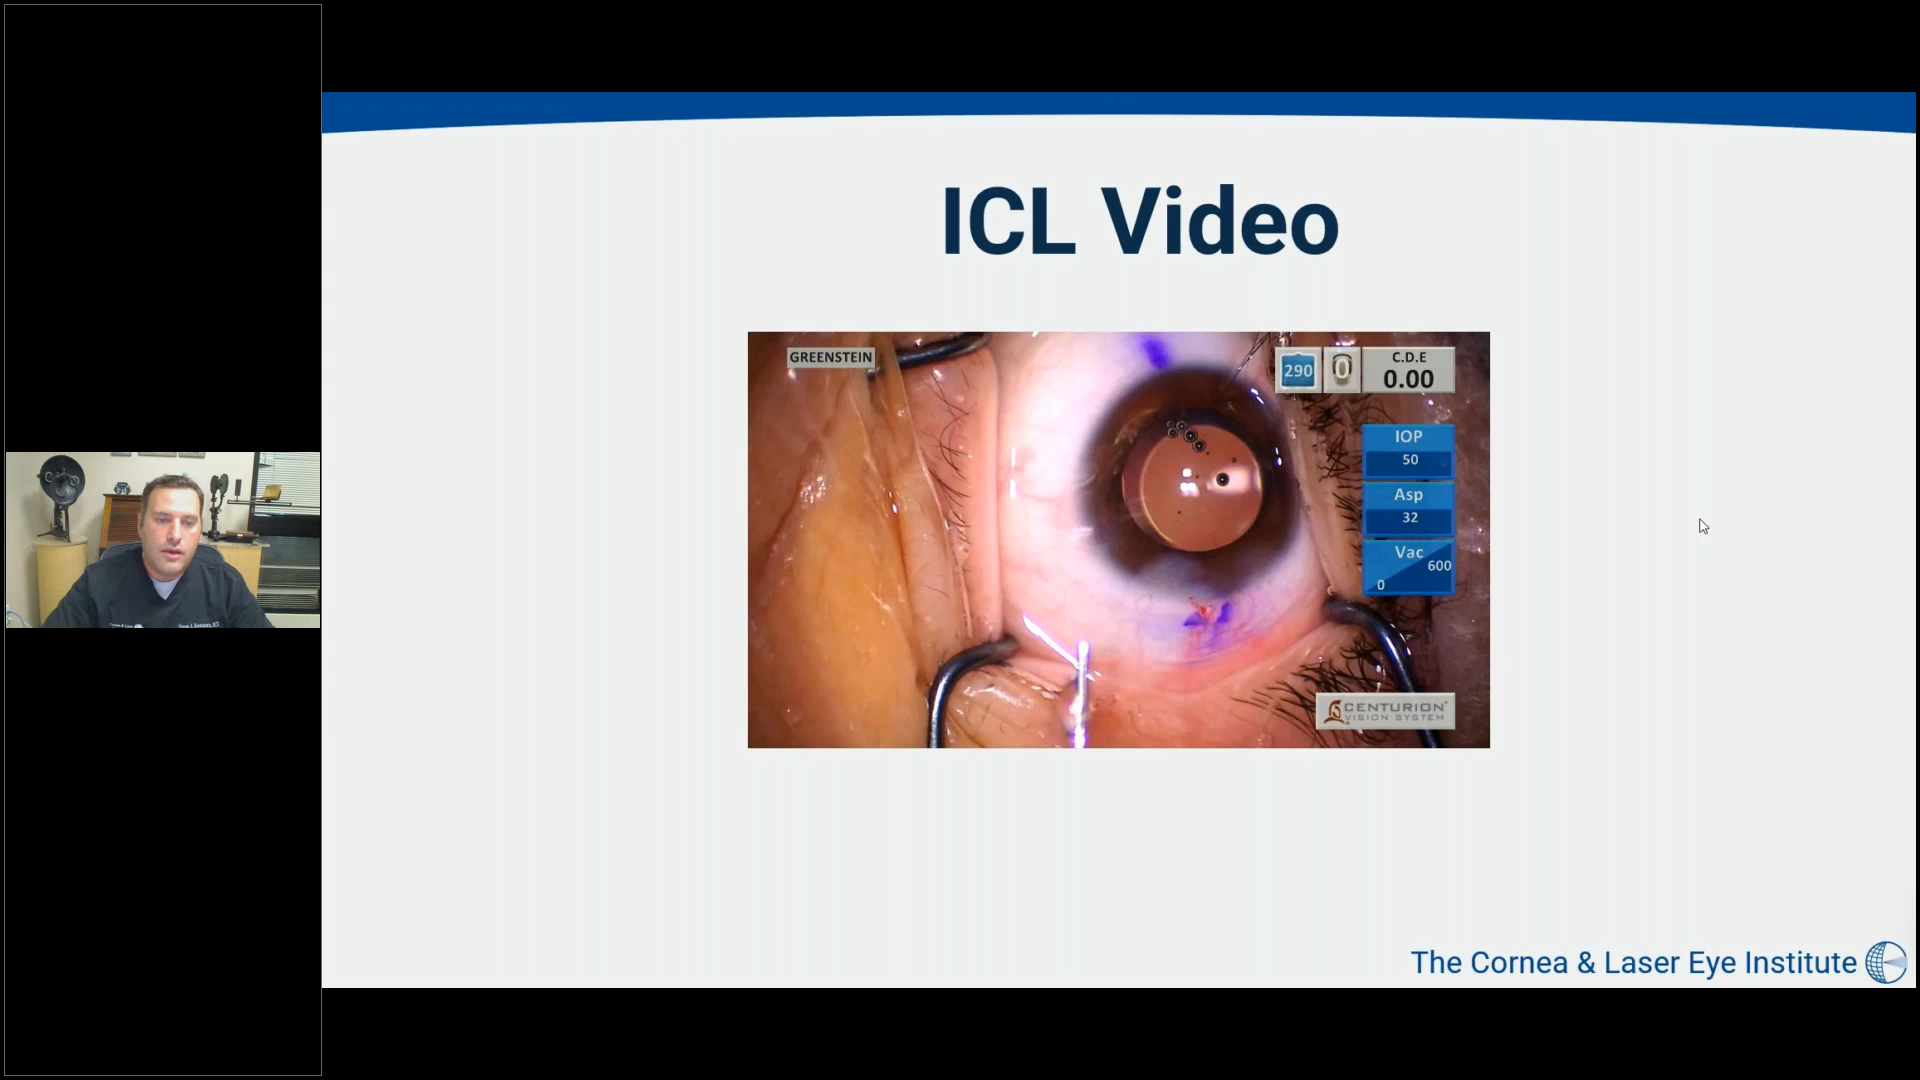 ICL Video
GREENSTEIN
290
0
C.D.E
0.00
IOP
50
Asp
32
Vac
600
0
CENTURION®
VISION SYSTEM
The Cornea & Laser Eye Institute